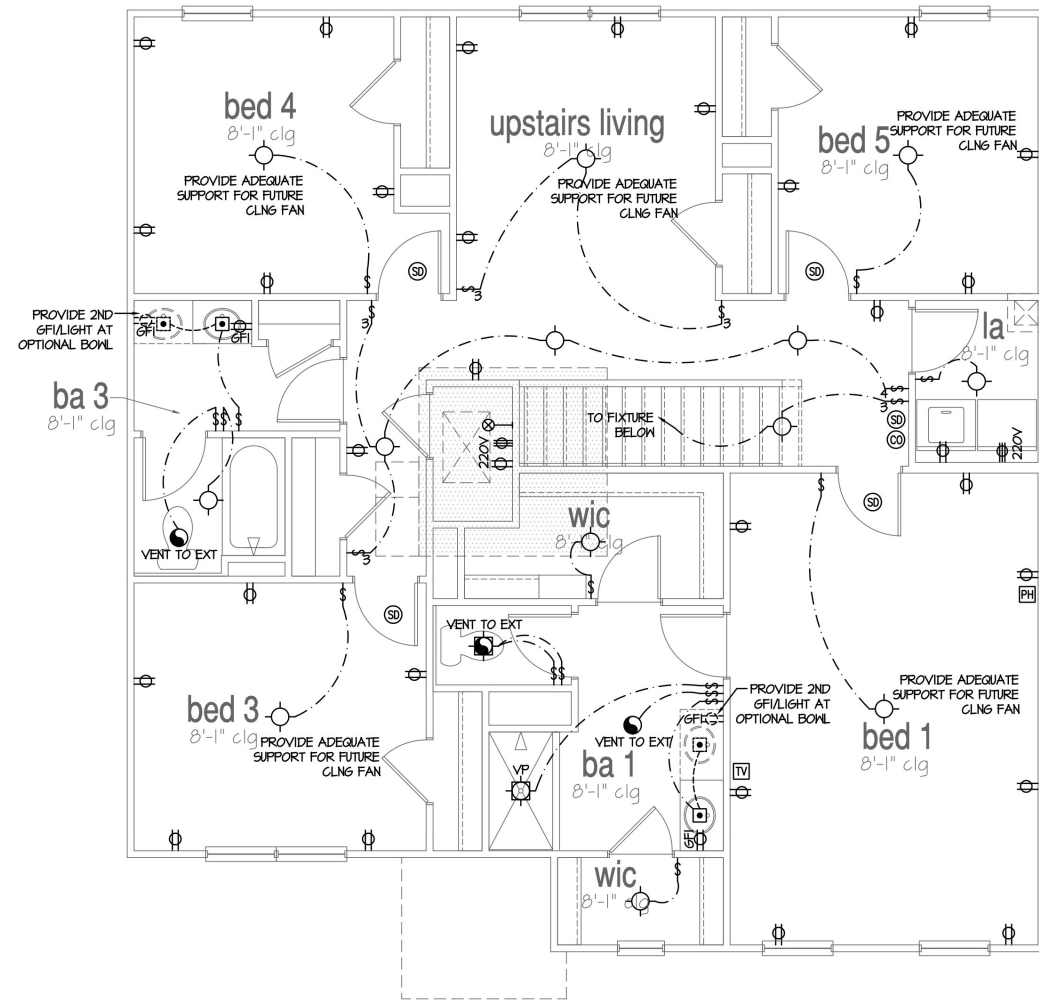 bed 4
8'-1" clg
PROVIDE ADEQUATE
SUPPORT FOR FUTURE
CLNG FAN
upstairs living
8'-1" clg
PROVIDE ADEQUATE
SUPPORT FOR FUTURE
CLNG FAN
bed 5
8'-1" clg
PROVIDE ADEQUATE
SUPPORT FOR FUTURE
CLNG FAN
SD
SD
$
$3
$3
$3
$
PROVIDE 2ND
GFI/LIGHT AT
OPTIONAL BOWL
GFI
GFI
ba 3
8'-1" clg
$$ $
VENT TO EXT
la
8'-1" clg
$
$4
$3
SD
CO
220V
TO FIXTURE
BELOW
220V
$3
wic
8'-1" clg
$
$
SD
PH
bed 3
8'-1" clg
PROVIDE ADEQUATE
SUPPORT FOR FUTURE
CLNG FAN
$
SD
VENT TO EXT
$$
$$$
PROVIDE 2ND
GFI/LIGHT AT
OPTIONAL BOWL
GFI
VENT TO EXT
ba 1
8'-1" clg
VP
GFI
TV
bed 1
8'-1" clg
PROVIDE ADEQUATE
SUPPORT FOR FUTURE
CLNG FAN
wic
8'-1" clg
$